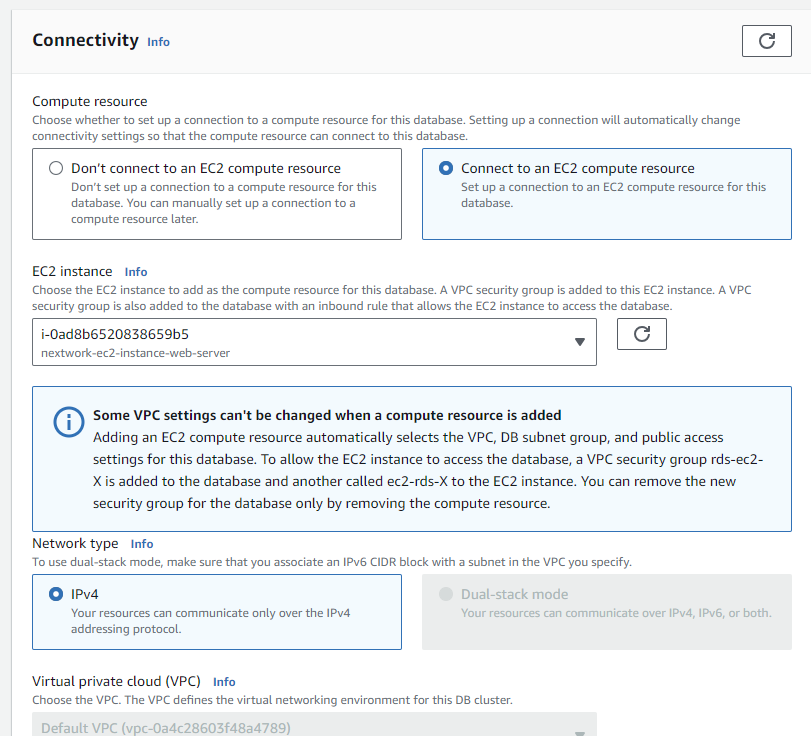 Connectivity Info
Compute resource
Choose whether to set up a connection to a compute resource for this database. Setting up a connection will automatically change
connectivity settings so that the compute resource can connect to this database.
Don't connect to an EC2 compute resource
Don't set up a connection to a compute resource for this
database. You can manually set up a connection to a
compute resource later.
Connect to an EC2 compute resource
Set up a connection to an EC2 compute resource for this
database.
EC2 instance Info
Choose the EC2 instance to add as the compute resource for this database. A VPC security group is added to this EC2 instance. A VPC
security group is also added to the database with an inbound rule that allows the EC2 instance to access the database.
i-0ad8b6520838659b5
nextwork-ec2-instance-web-server
Some VPC settings can't be changed when a compute resource is added
Adding an EC2 compute resource automatically selects the VPC, DB subnet group, and public access
settings for this database. To allow the EC2 instance to access the database, a VPC security group rds-ec2-
X is added to the database and another called ec2-rds-X to the EC2 instance. You can remove the new
security group for the database only by removing the compute resource.
Network type Info
To use dual-stack mode, make sure that you associate an IPv6 CIDR block with a subnet in the VPC you specify.
IPv4
Your resources can communicate only over the IPv4
addressing protocol.
Dual-stack mode
Your resources can communicate over IPv4, IPv6, or both.
Virtual private cloud (VPC) Info
Choose the VPC. The VPC defines the virtual networking environment for this DB cluster.
Default VPC (vpc-0a4c28603f48a4789)